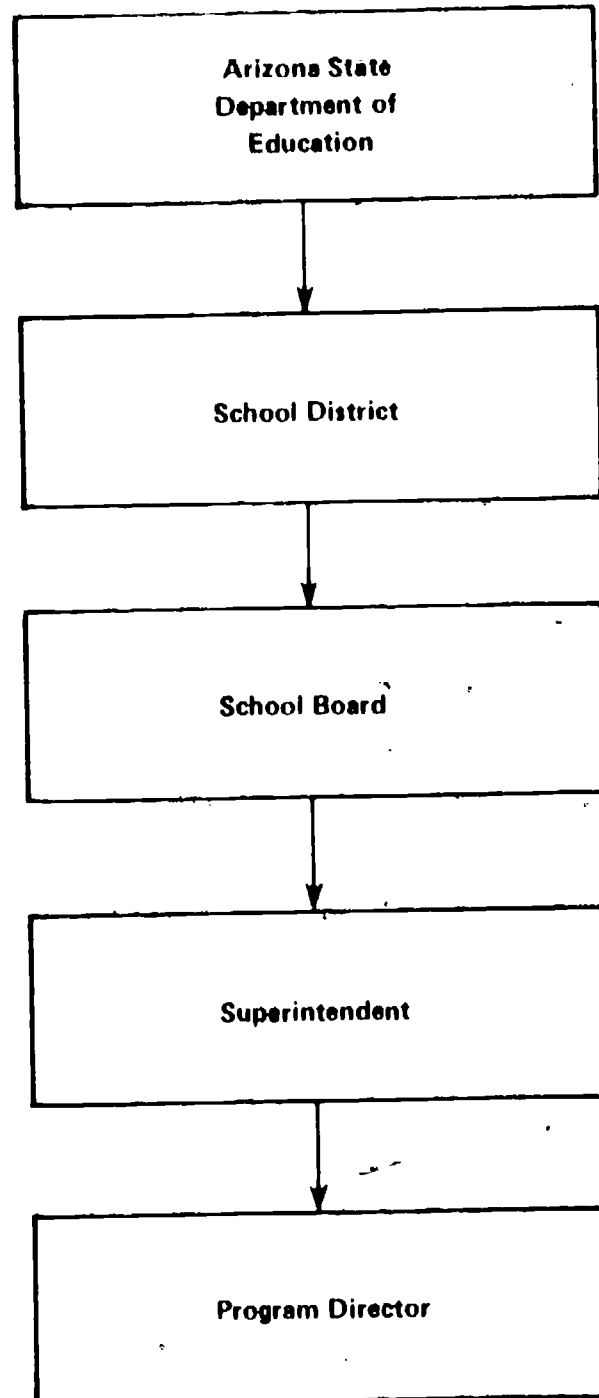 Arizona State
Department of
Education
School District
School Board
Superintendent
Program Director